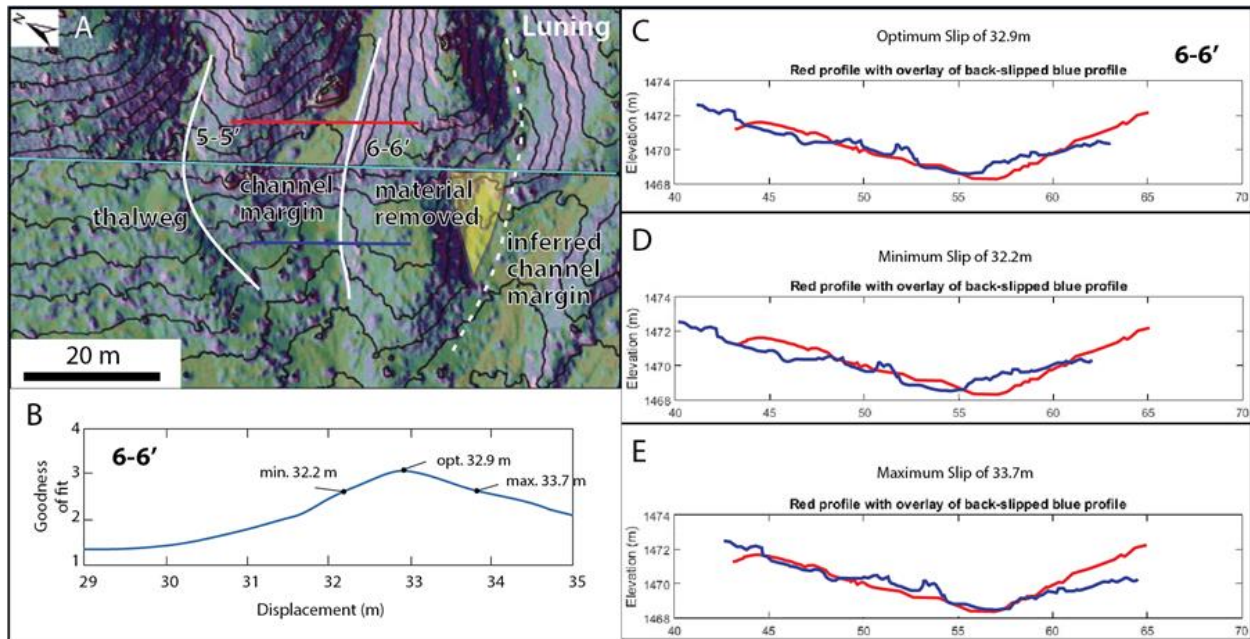 A
Luning
5-5'
6-6'
thalweg
channel
margin
material
removed
inferred
channel
margin
20 m
B
6-6'
Goodness
of fit
4
3
2
1
min. 32.2 m
opt. 32.9 m
max. 33.7 m
29 30 31 32 33 34 35
Displacement (m)
C
Optimum Slip of 32.9m
6-6'
Red profile with overlay of back-slipped blue profile
Elevation (m)
1474
1472
1470
1468
40 45 50 55 60 65 70
D
Minimum Slip of 32.2m
Red profile with overlay of back-slipped blue profile
Elevation (m)
1474
1472
1470
1468
40 45 50 55 60 65 70
E
Maximum Slip of 33.7m
Red profile with overlay of back-slipped blue profile
Elevation (m)
1474
1472
1470
1468
40 45 50 55 60 65 70